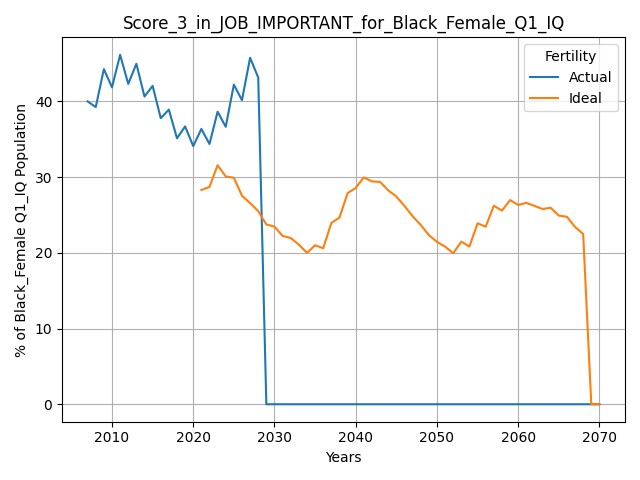 Score_3_in_JOB_IMPORTANT_for_Black_Female_Q1_IQ
Fertility
Actual
Ideal
% of Black_Female Q1_IQ Population
40
30
20
10
0
2010 2020 2030 2040 2050 2060 2070
Years